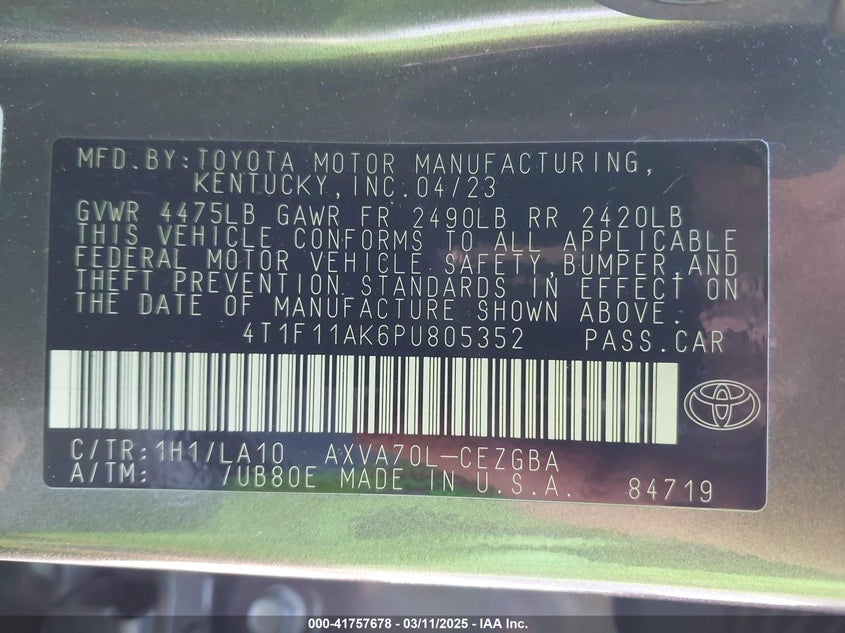 MFD.BY:TOYOTA MOTOR MANUFACTURING,
KENTUCKY,INC.04/23
GVWR 4475LB GAWR FR 2490LB RR 2420LB
THIS VEHICLE CONFORMS TO ALL APPLICABLE
FEDERAL MOTOR VEHICLE SAFETY,BUMPER,AND
THEFT PREVENTION STANDARDS IN EFFECT ON
THE DATE OF MANUFACTURE SHOWN ABOVE.
4T1F11AK6PU805352 PASS.CAR
C/TR:1H1/LA10 AXVA70L-CEZGBA
A/TM: 7UB80E MADE IN U.S.A. 84719
000-41757678 - 03/11/2025 - IAA Inc.